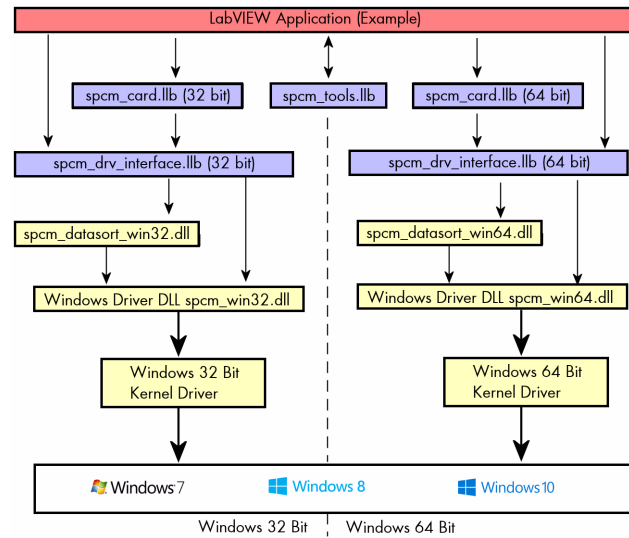 LabVIEW Application (Example)
spcm_card.llb (32 bit)
spcm_tools.llb
spcm_card.llb (64 bit)
spcm_drv_interface.llb (32 bit)
spcm_drv_interface.llb (64 bit)
spcm_datasort_win32.dll
spcm_datasort_win64.dll
Windows Driver DLL spcm_win32.dll
Windows Driver DLL spcm_win64.dll
Windows 32 Bit
Kernel Driver
Windows 64 Bit
Kernel Driver
Windows 7
Windows 8
Windows 10
Windows 32 Bit
Windows 64 Bit